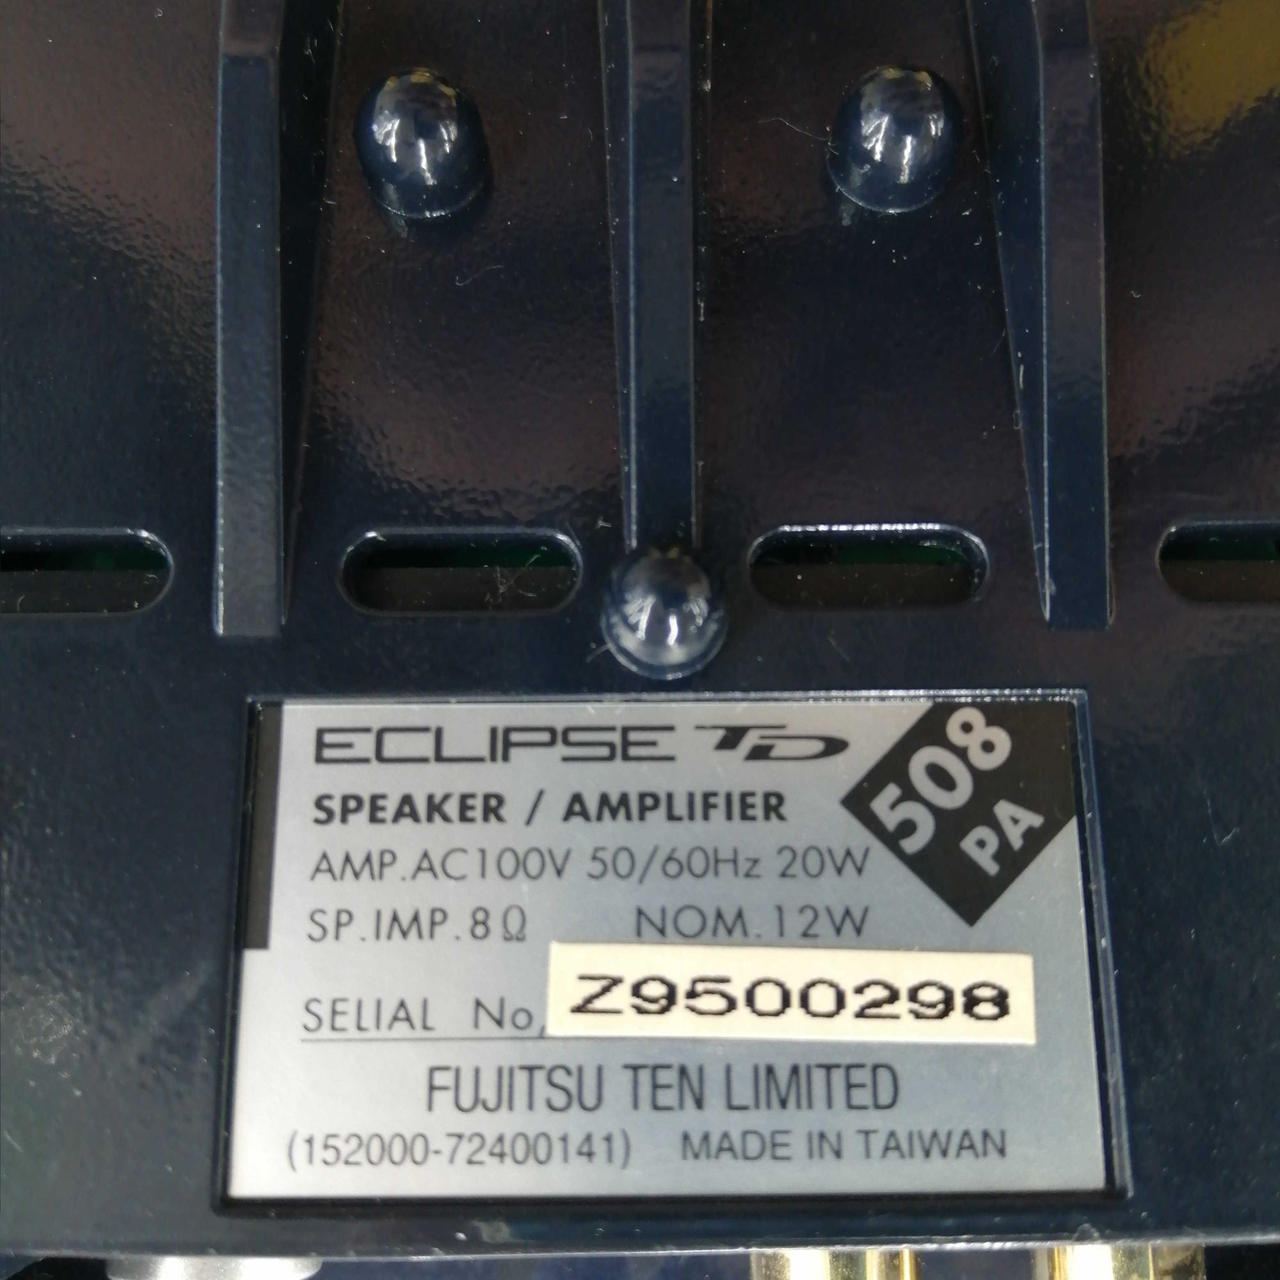 ECLIPSE TD
508
PA
SPEAKER / AMPLIFIER
AMP.AC100V 50/60Hz 20W
SP.IMP.8Ω NOM.12W
SELIAL No, Z9500298
FUJITSU TEN LIMITED
(152000-72400141) MADE IN TAIWAN